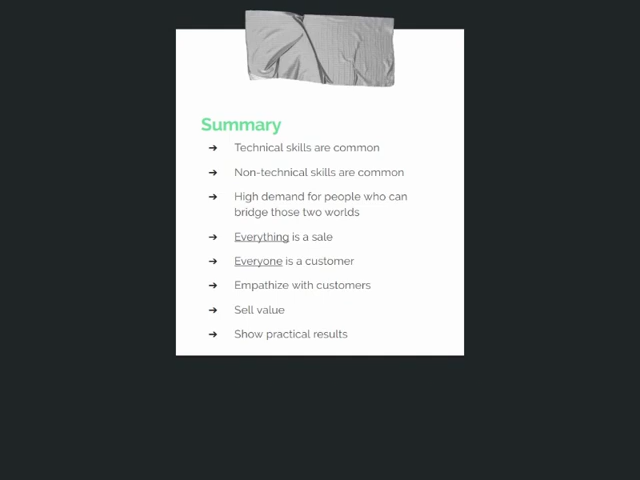 Summary
➔ Technical skills are common
➔ Non-technical skills are common
➔ High demand for people who can
bridge those two worlds
➔ Everything is a sale
➔ Everyone is a customer
➔ Empathize with customers
➔ Sell value
➔ Show practical results